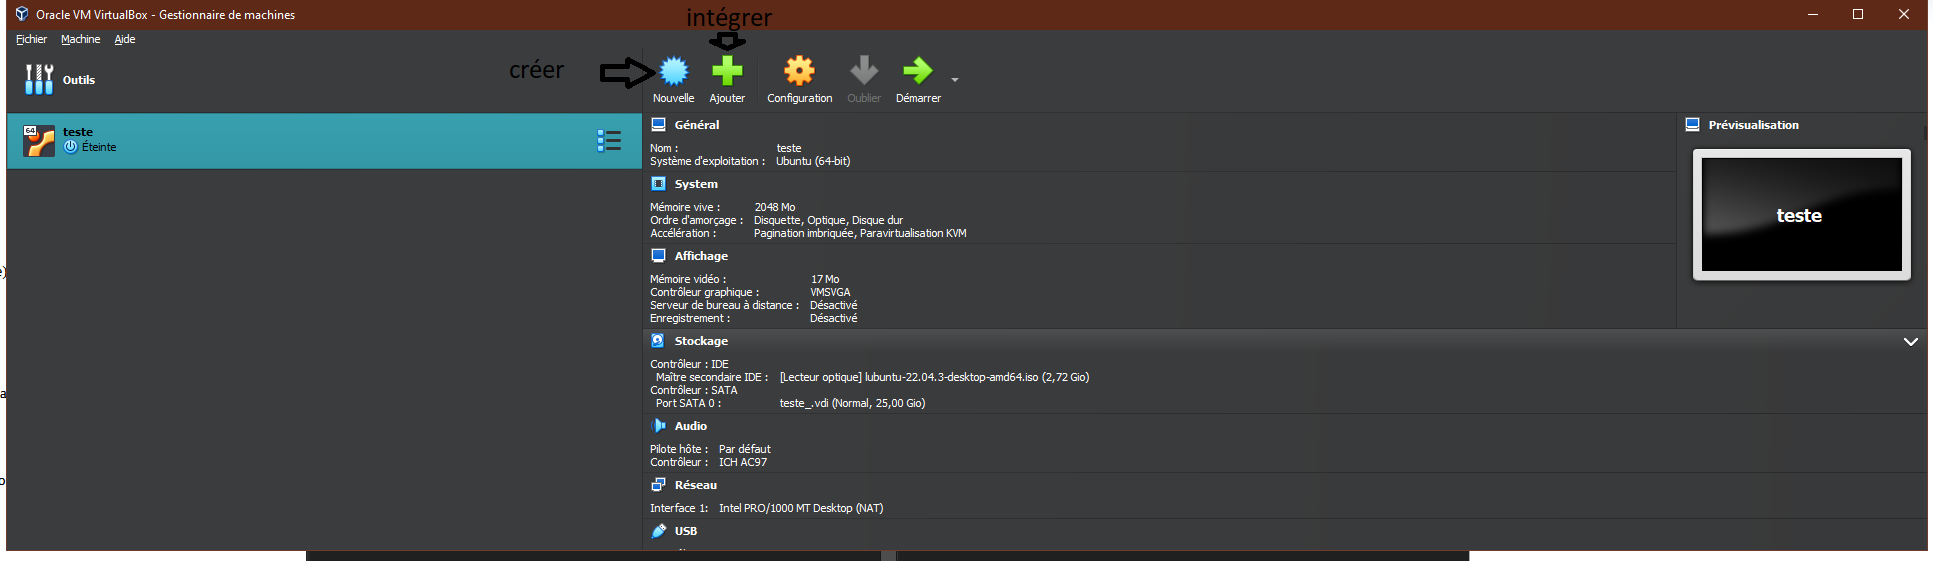 Oracle VM VirtualBox - Gestionnaire de machines
intégrer
Fichier Machine Aide
créer
Outils
Nouvelle Ajouter Configuration Oublier Démarrer
64
teste
Éteinte
Général
Nom : teste
Système d'exploitation : Ubuntu (64-bit)
Prévisualisation
teste
System
Mémoire vive : 2048 Mo
Ordre d'amorçage : Disquette, Optique, Disque dur
Accélération : Pagination imbriquée, Paravirtualisation KVM
Affichage
Mémoire vidéo : 17 Mo
Contrôleur graphique : VMSVGA
Serveur de bureau à distance : Désactivé
Enregistrement : Désactivé
Stockage
Contrôleur : IDE
Maître secondaire IDE : [Lecteur optique] lubuntu-22.04.3-desktop-amd64.iso (2,72 Gio)
Contrôleur : SATA
Port SATA 0 : teste_.vdi (Normal, 25,00 Gio)
Audio
Pilote hôte : Par défaut
Contrôleur : ICH AC97
Réseau
Interface 1: Intel PRO/1000 MT Desktop (NAT)
USB